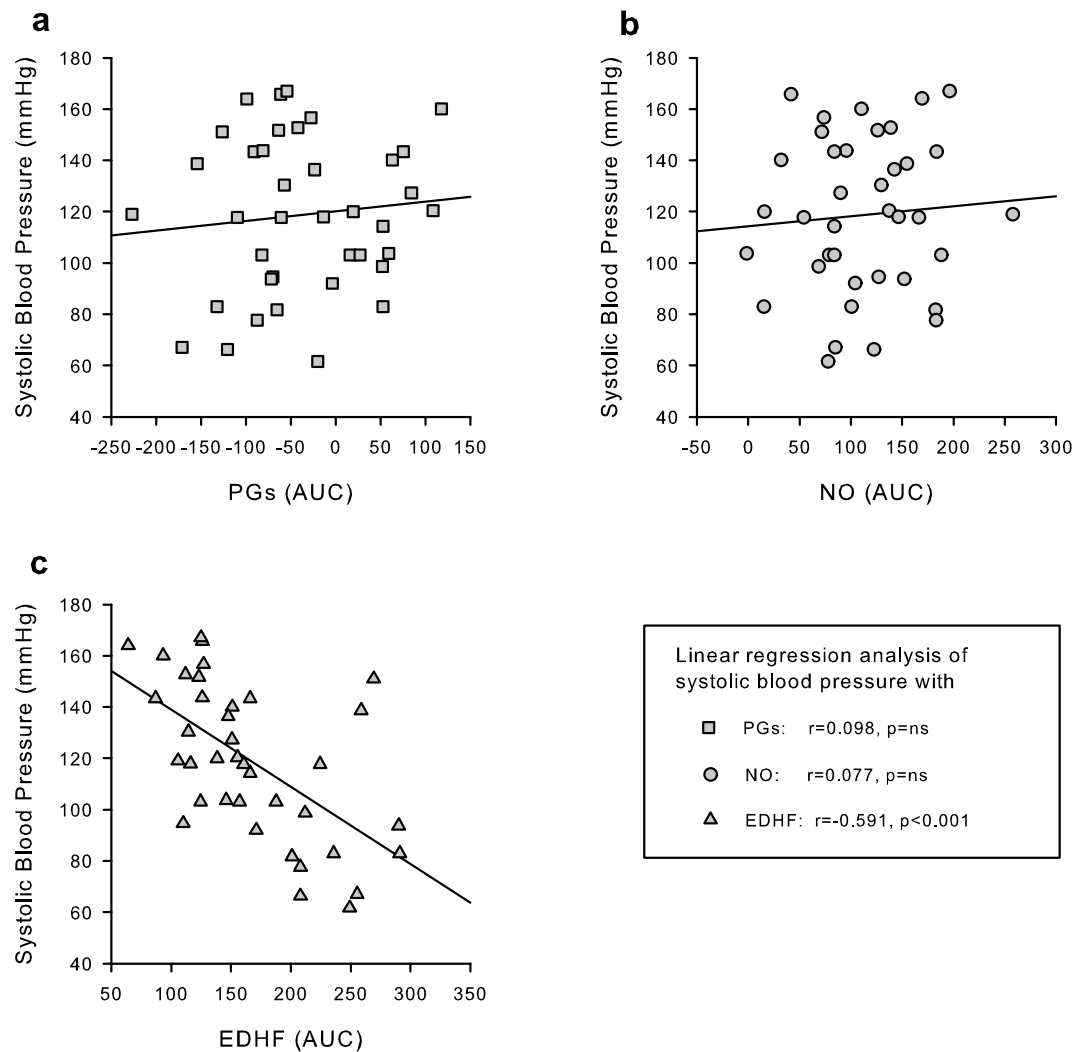 a
Systolic Blood Pressure (mmHg)
180
160
140
120
100
80
60
40
-250 -200 -150 -100 -50 0 50 100 150
PGs (AUC)
b
Systolic Blood Pressure (mmHg)
180
160
140
120
100
80
60
40
-50 0 50 100 150 200 250 300
NO (AUC)
c
Systolic Blood Pressure (mmHg)
180
160
140
120
100
80
60
40
50 100 150 200 250 300 350
EDHF (AUC)
Linear regression analysis of
systolic blood pressure with
PGs: r=0.098, p=ns
NO: r=0.077, p=ns
EDHF: r=-0.591, p<0.001